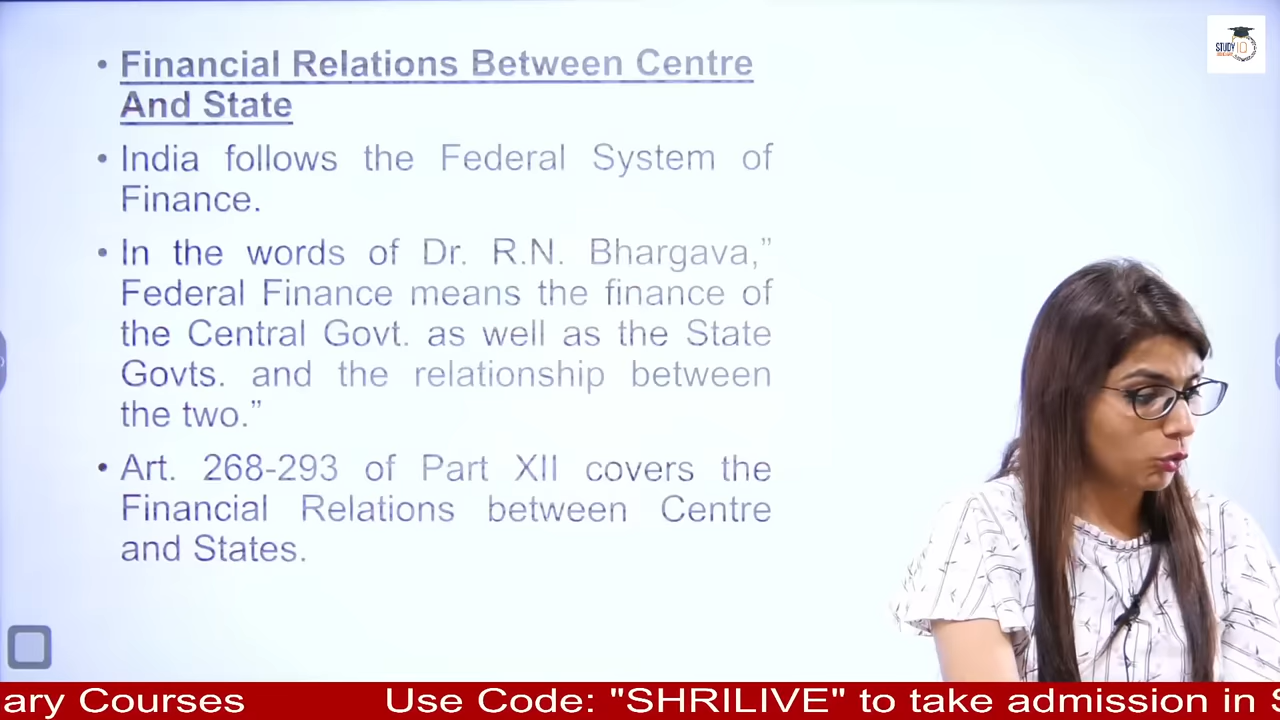 STUDY IQ
• Financial Relations Between Centre
And State
• India follows the Federal System of
Finance.
• In the words of Dr. R.N. Bhargava,”
Federal Finance means the finance of
the Central Govt. as well as the State
Govts. and the relationship between
the two.”
• Art. 268-293 of Part XII covers the
Financial Relations between Centre
and States.
ary Courses Use Code: "SHRILIVE" to take admission in S